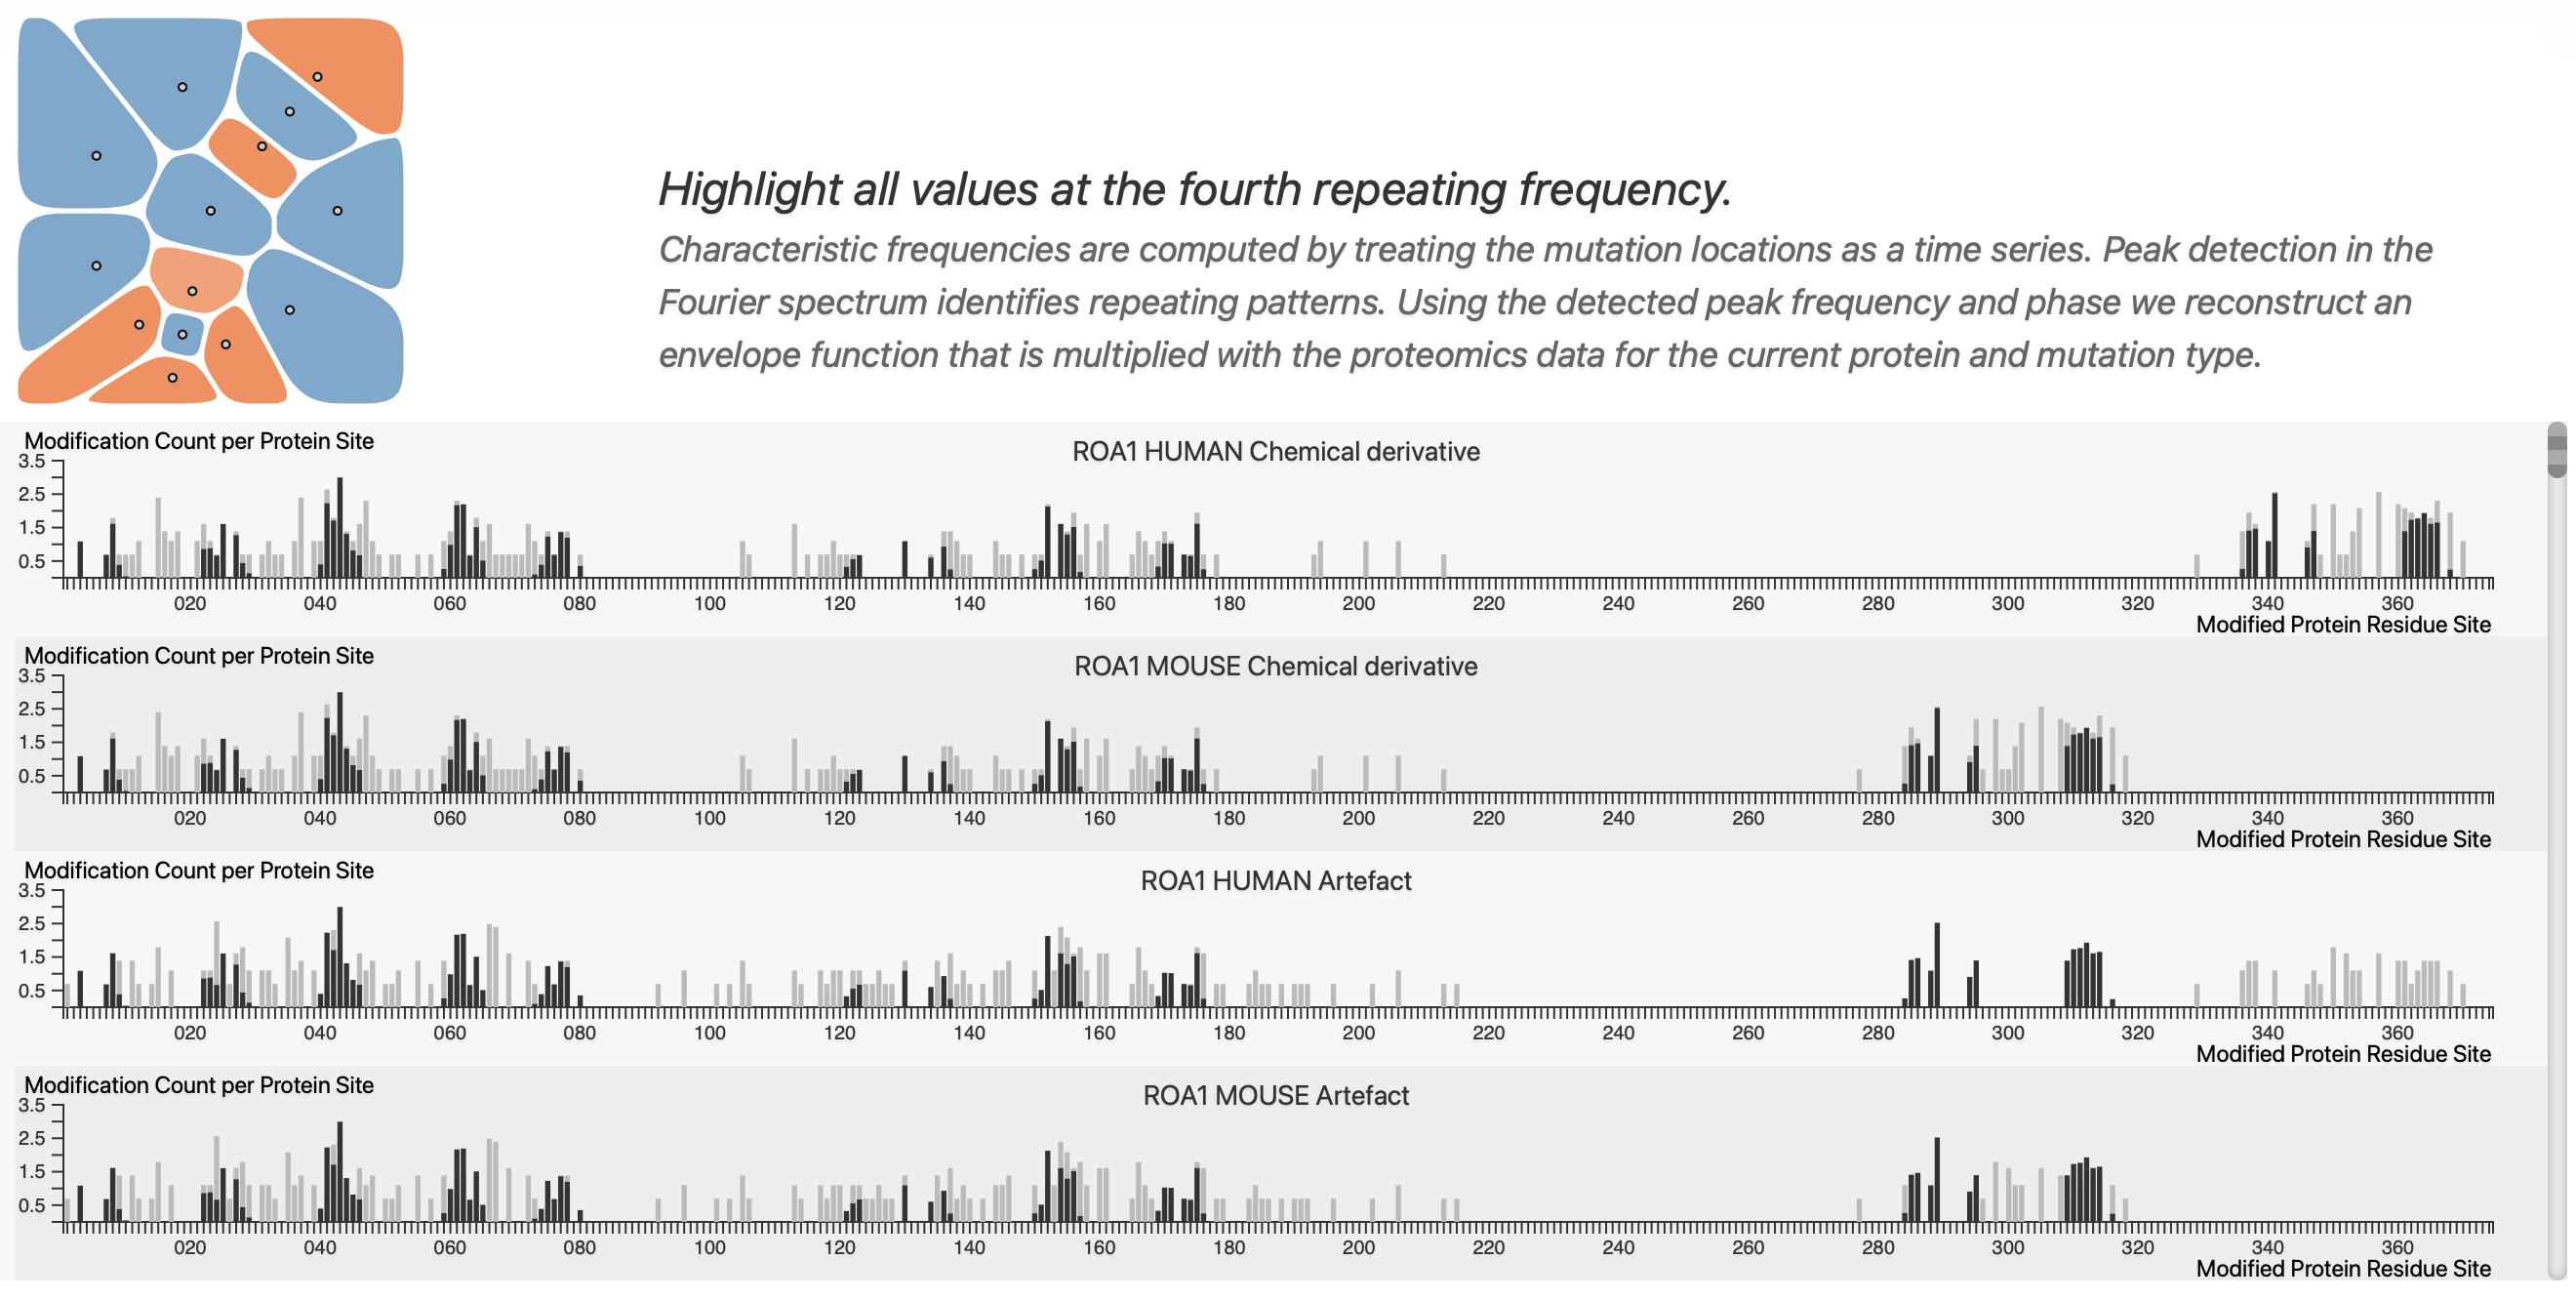 Highlight all values at the fourth repeating frequency.
Characteristic frequencies are computed by treating the mutation locations as a time series. Peak detection in the
Fourier spectrum identifies repeating patterns. Using the detected peak frequency and phase we reconstruct an
envelope function that is multiplied with the proteomics data for the current protein and mutation type.
Modification Count per Protein Site
ROA1 HUMAN Chemical derivative
3.5
2.5
1.5
0.5
020 040 060 080 100 120 140 160 180 200 220 240 260 280 300 320 340 360
Modified Protein Residue Site
Modification Count per Protein Site
ROA1 MOUSE Chemical derivative
3.5
2.5
1.5
0.5
020 040 060 080 100 120 140 160 180 200 220 240 260 280 300 320 340 360
Modified Protein Residue Site
Modification Count per Protein Site
ROA1 HUMAN Artefact
3.5
2.5
1.5
0.5
020 040 060 080 100 120 140 160 180 200 220 240 260 280 300 320 340 360
Modified Protein Residue Site
Modification Count per Protein Site
ROA1 MOUSE Artefact
3.5
2.5
1.5
0.5
020 040 060 080 100 120 140 160 180 200 220 240 260 280 300 320 340 360
Modified Protein Residue Site